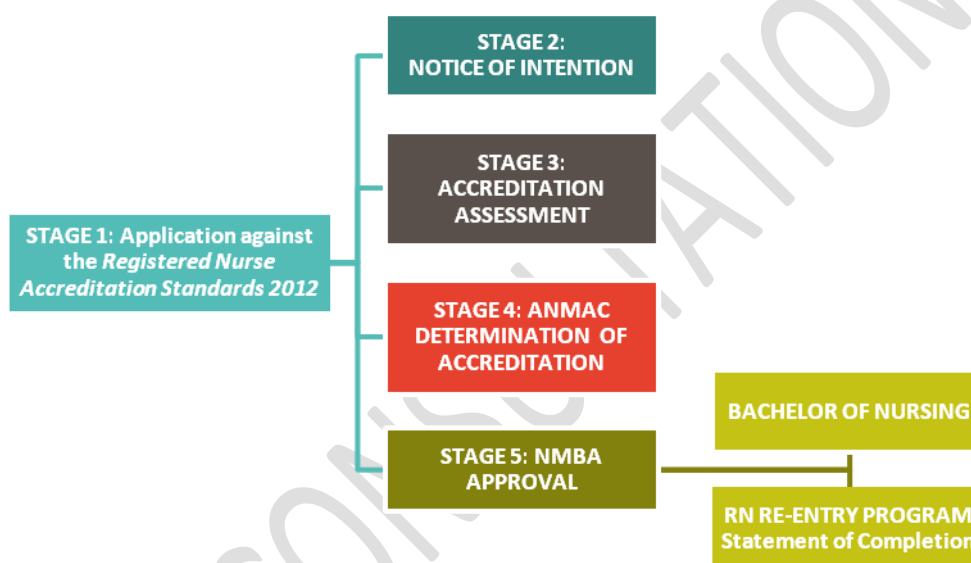 STAGE 2:
NOTICE OF INTENTION
STAGE 3:
ACCREDITATION
ASSESSMENT
STAGE 1: Application against
the Registered Nurse
Accreditation Standards 2012
STAGE 4: ANMAC
DETERMINATION OF
ACCREDITATION
STAGE 5: NMBA
APPROVAL
BACHELOR OF NURSING
RN RE-ENTRY PROGRAM
Statement of Completion
CONSULTATION